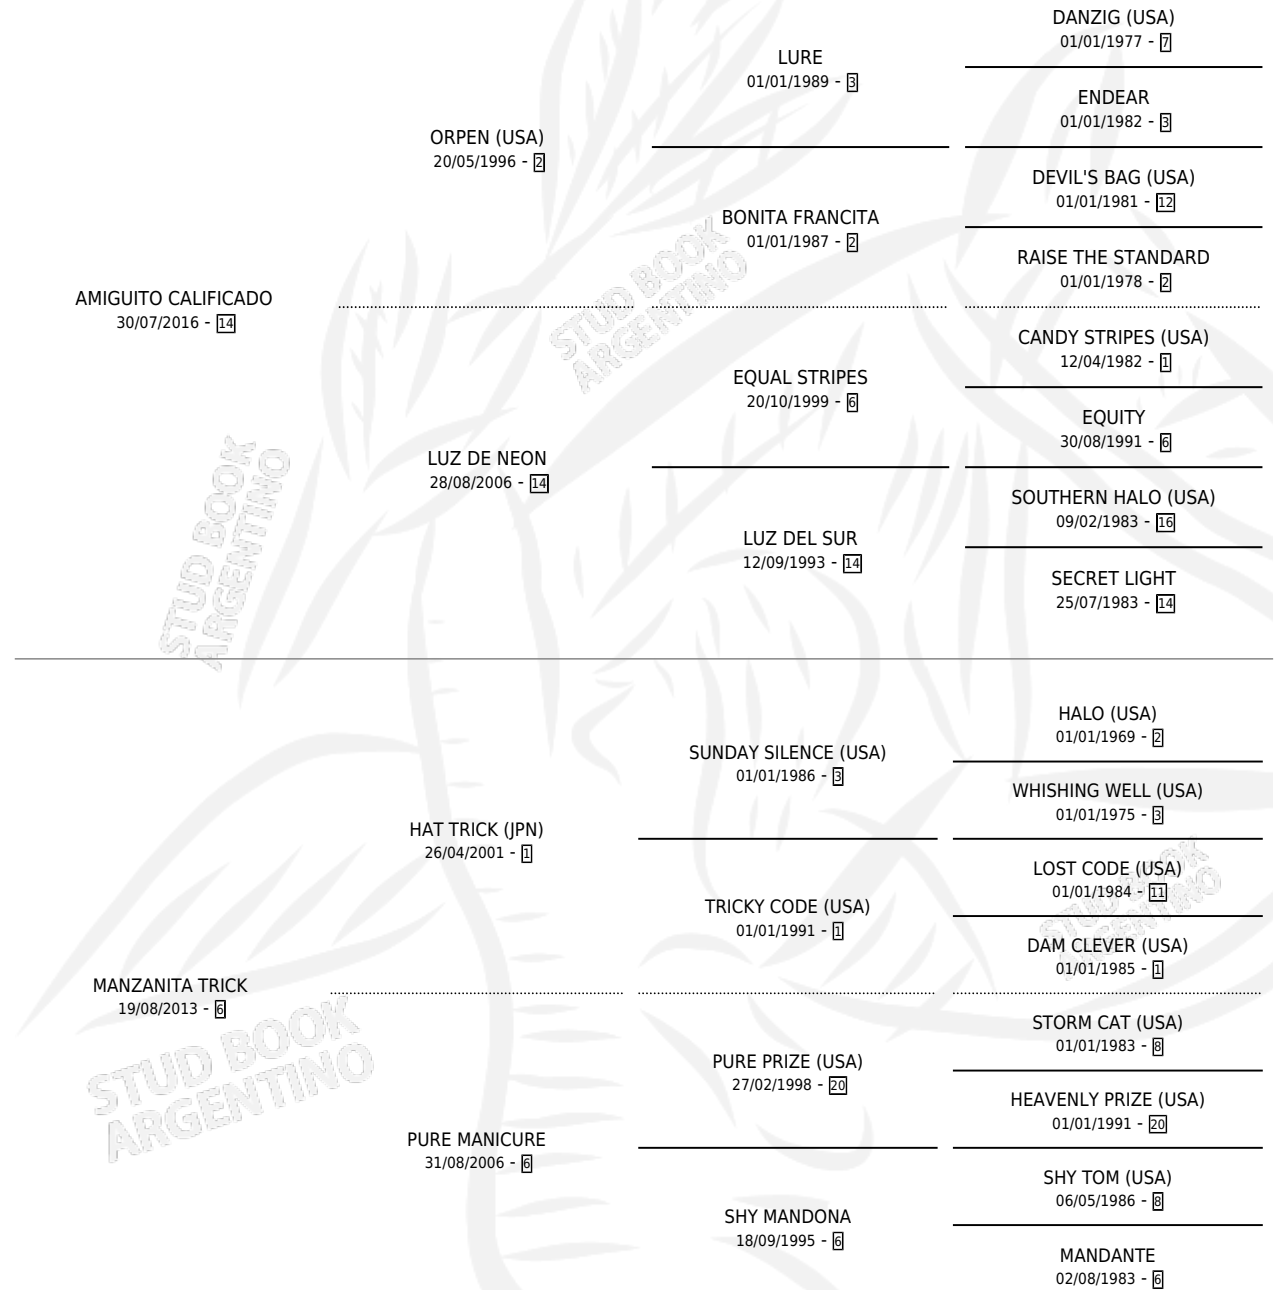 DANZIG (USA)
01/01/1977 - 7
LURE
01/01/1989 - 3
ENDEAR
01/01/1982 - 3
ORPEN (USA)
20/05/1996 - 2
DEVIL'S BAG (USA)
01/01/1981 - 12
BONITA FRANCITA
01/01/1987 - 2
RAISE THE STANDARD
01/01/1978 - 2
AMIGUITO CALIFICADO
30/07/2016 - 14
CANDY STRIPES (USA)
12/04/1982 - 1
EQUAL STRIPES
20/10/1999 - 6
EQUITY
30/08/1991 - 6
LUZ DE NEON
28/08/2006 - 14
SOUTHERN HALO (USA)
09/02/1983 - 16
LUZ DEL SUR
12/09/1993 - 14
SECRET LIGHT
25/07/1983 - 14
HALO (USA)
01/01/1969 - 2
SUNDAY SILENCE (USA)
01/01/1986 - 3
WHISHING WELL (USA)
01/01/1975 - 3
HAT TRICK (JPN)
26/04/2001 - 1
LOST CODE (USA)
01/01/1984 - 11
TRICKY CODE (USA)
01/01/1991 - 1
DAM CLEVER (USA)
01/01/1985 - 1
MANZANITA TRICK
19/08/2013 - 6
STORM CAT (USA)
01/01/1983 - 8
PURE PRIZE (USA)
27/02/1998 - 20
HEAVENLY PRIZE (USA)
01/01/1991 - 20
PURE MANICURE
31/08/2006 - 6
SHY TOM (USA)
06/05/1986 - 8
SHY MANDONA
18/09/1995 - 6
MANDANTE
02/08/1983 - 6
STUD BOOK
ARGENTINO
STUD BOOK
ARGENTINO
STUD BOOK
ARGENTINO
STUD BOOK
ARGENTINO